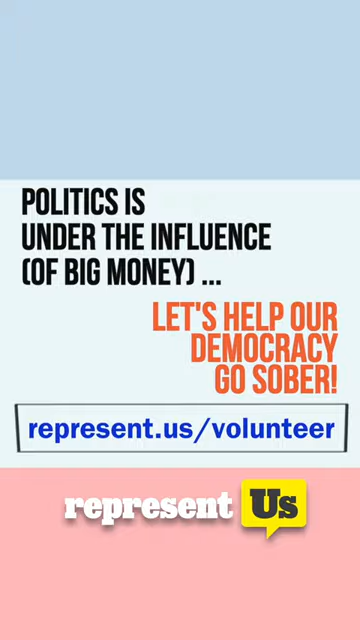 POLITICS IS
UNDER THE INFLUENCE
(OF BIG MONEY) ...
LET'S HELP OUR
DEMOCRACY
GO SOBER!
represent.us/volunteer
represent Us